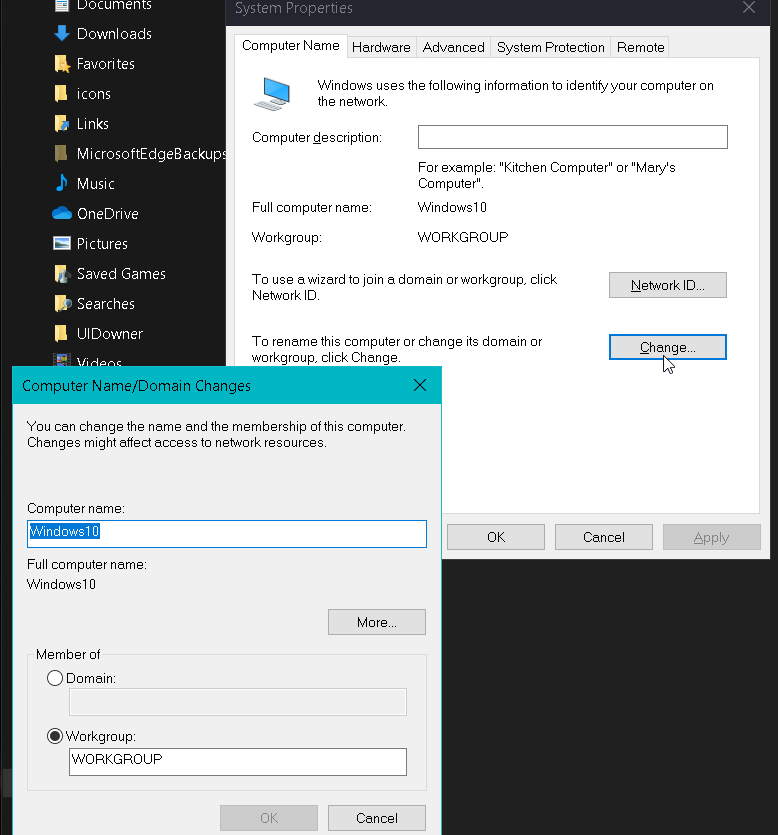 Documents
Downloads
Favorites
icons
Links
MicrosoftEdgeBackups
Music
OneDrive
Pictures
Saved Games
Searches
UIDowner
Videos
System Properties
Computer Name
Hardware
Advanced
System Protection
Remote
Windows uses the following information to identify your computer on
the network.
Computer description:
For example: "Kitchen Computer" or "Mary's
Computer".
Full computer name:
Windows10
Workgroup:
WORKGROUP
To use a wizard to join a domain or workgroup, click
Network ID.
Network ID...
To rename this computer or change its domain or
workgroup, click Change.
Change...
OK
Cancel
Apply
Computer Name/Domain Changes
You can change the name and the membership of this computer.
Changes might affect access to network resources.
Computer name:
Windows10
Full computer name:
Windows10
More...
Member of
Domain:
Workgroup:
WORKGROUP
OK
Cancel